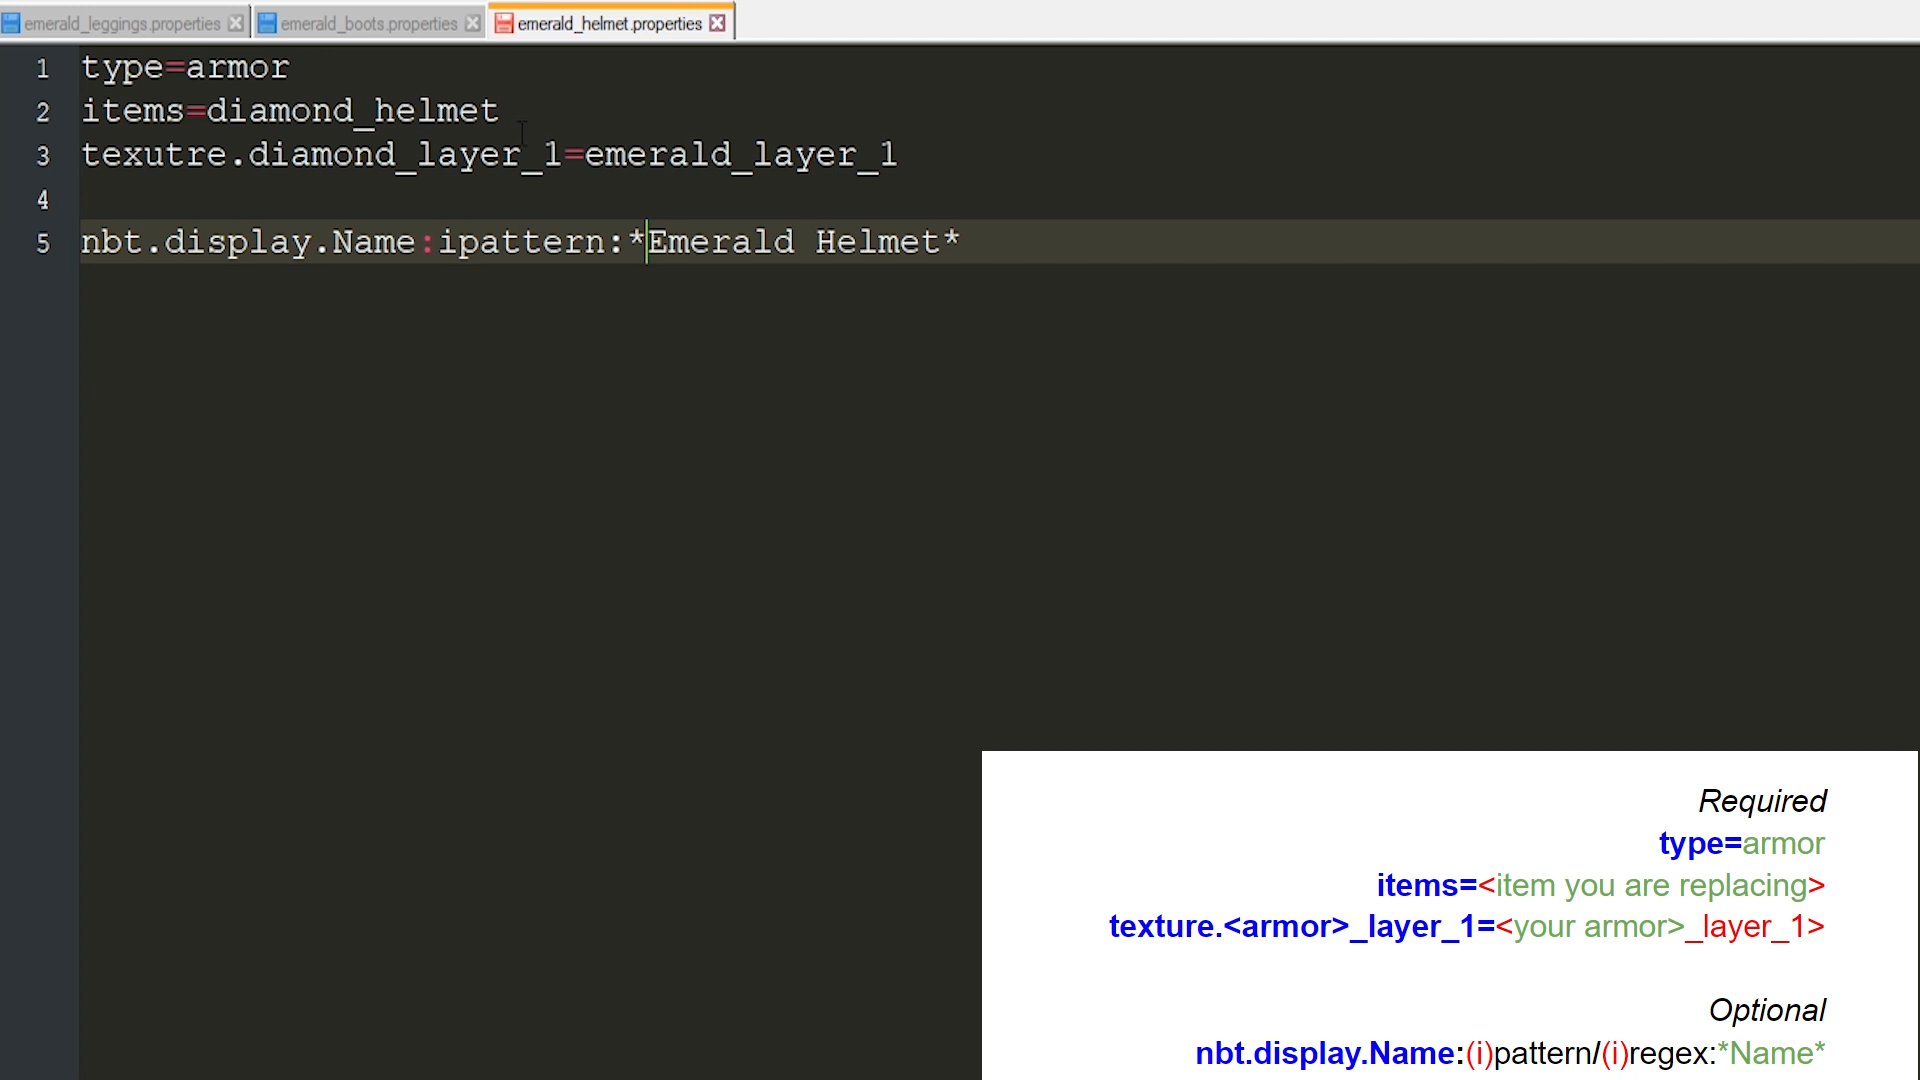 emerald_leggings.properties emerald_boots.properties emerald_helmet.properties
1 type=armor
2 items=diamond_helmet
3 texutre.diamond_layer_1=emerald_layer_1
4
5 nbt.display.Name:ipattern:*Emerald Helmet*
Required
type=armor
items=<item you are replacing>
texture.<armor>_layer_1=<your armor>_layer_1>
Optional
nbt.display.Name:(i)pattern/(i)regex:*Name*